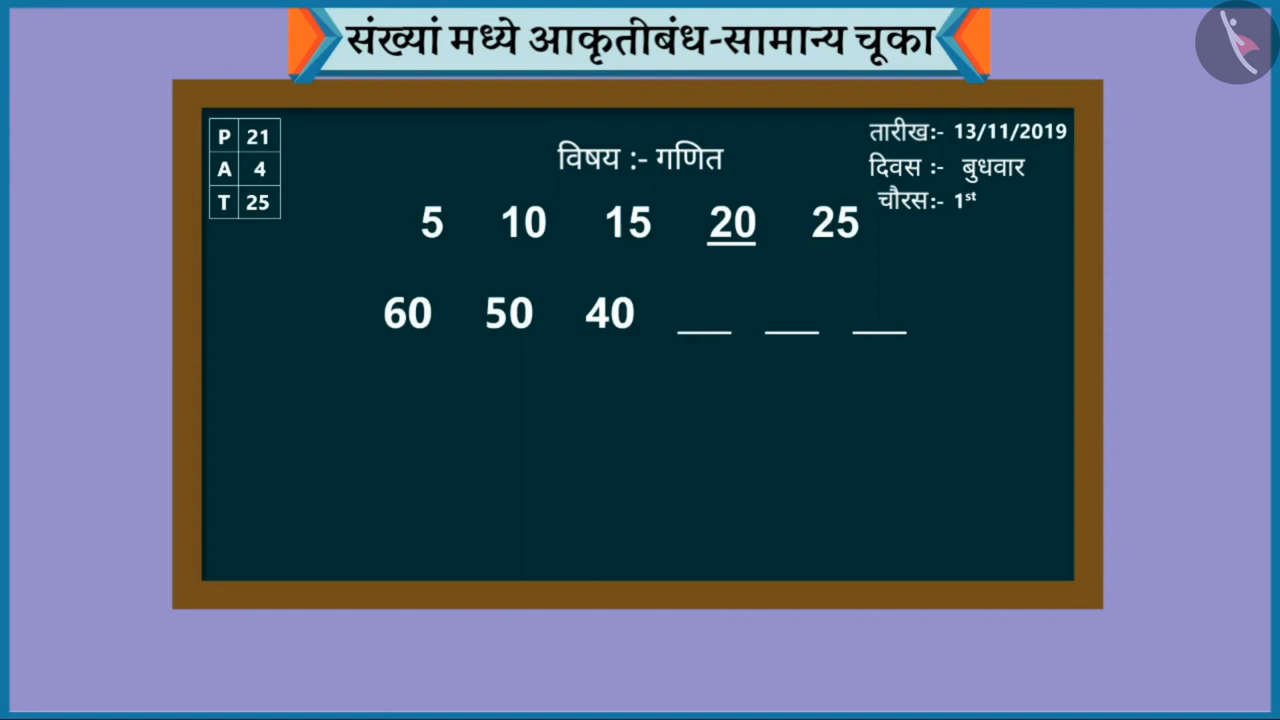 संख्यां मध्ये आकृतीबंध-सामान्य चूका
P 21
A 4
T 25
विषय :- गणित
तारीखः- 13/11/2019
दिवस :- बुधवार
चौरसः- 1st
5 10 15 20 25
60 50 40 ___ ___ ___